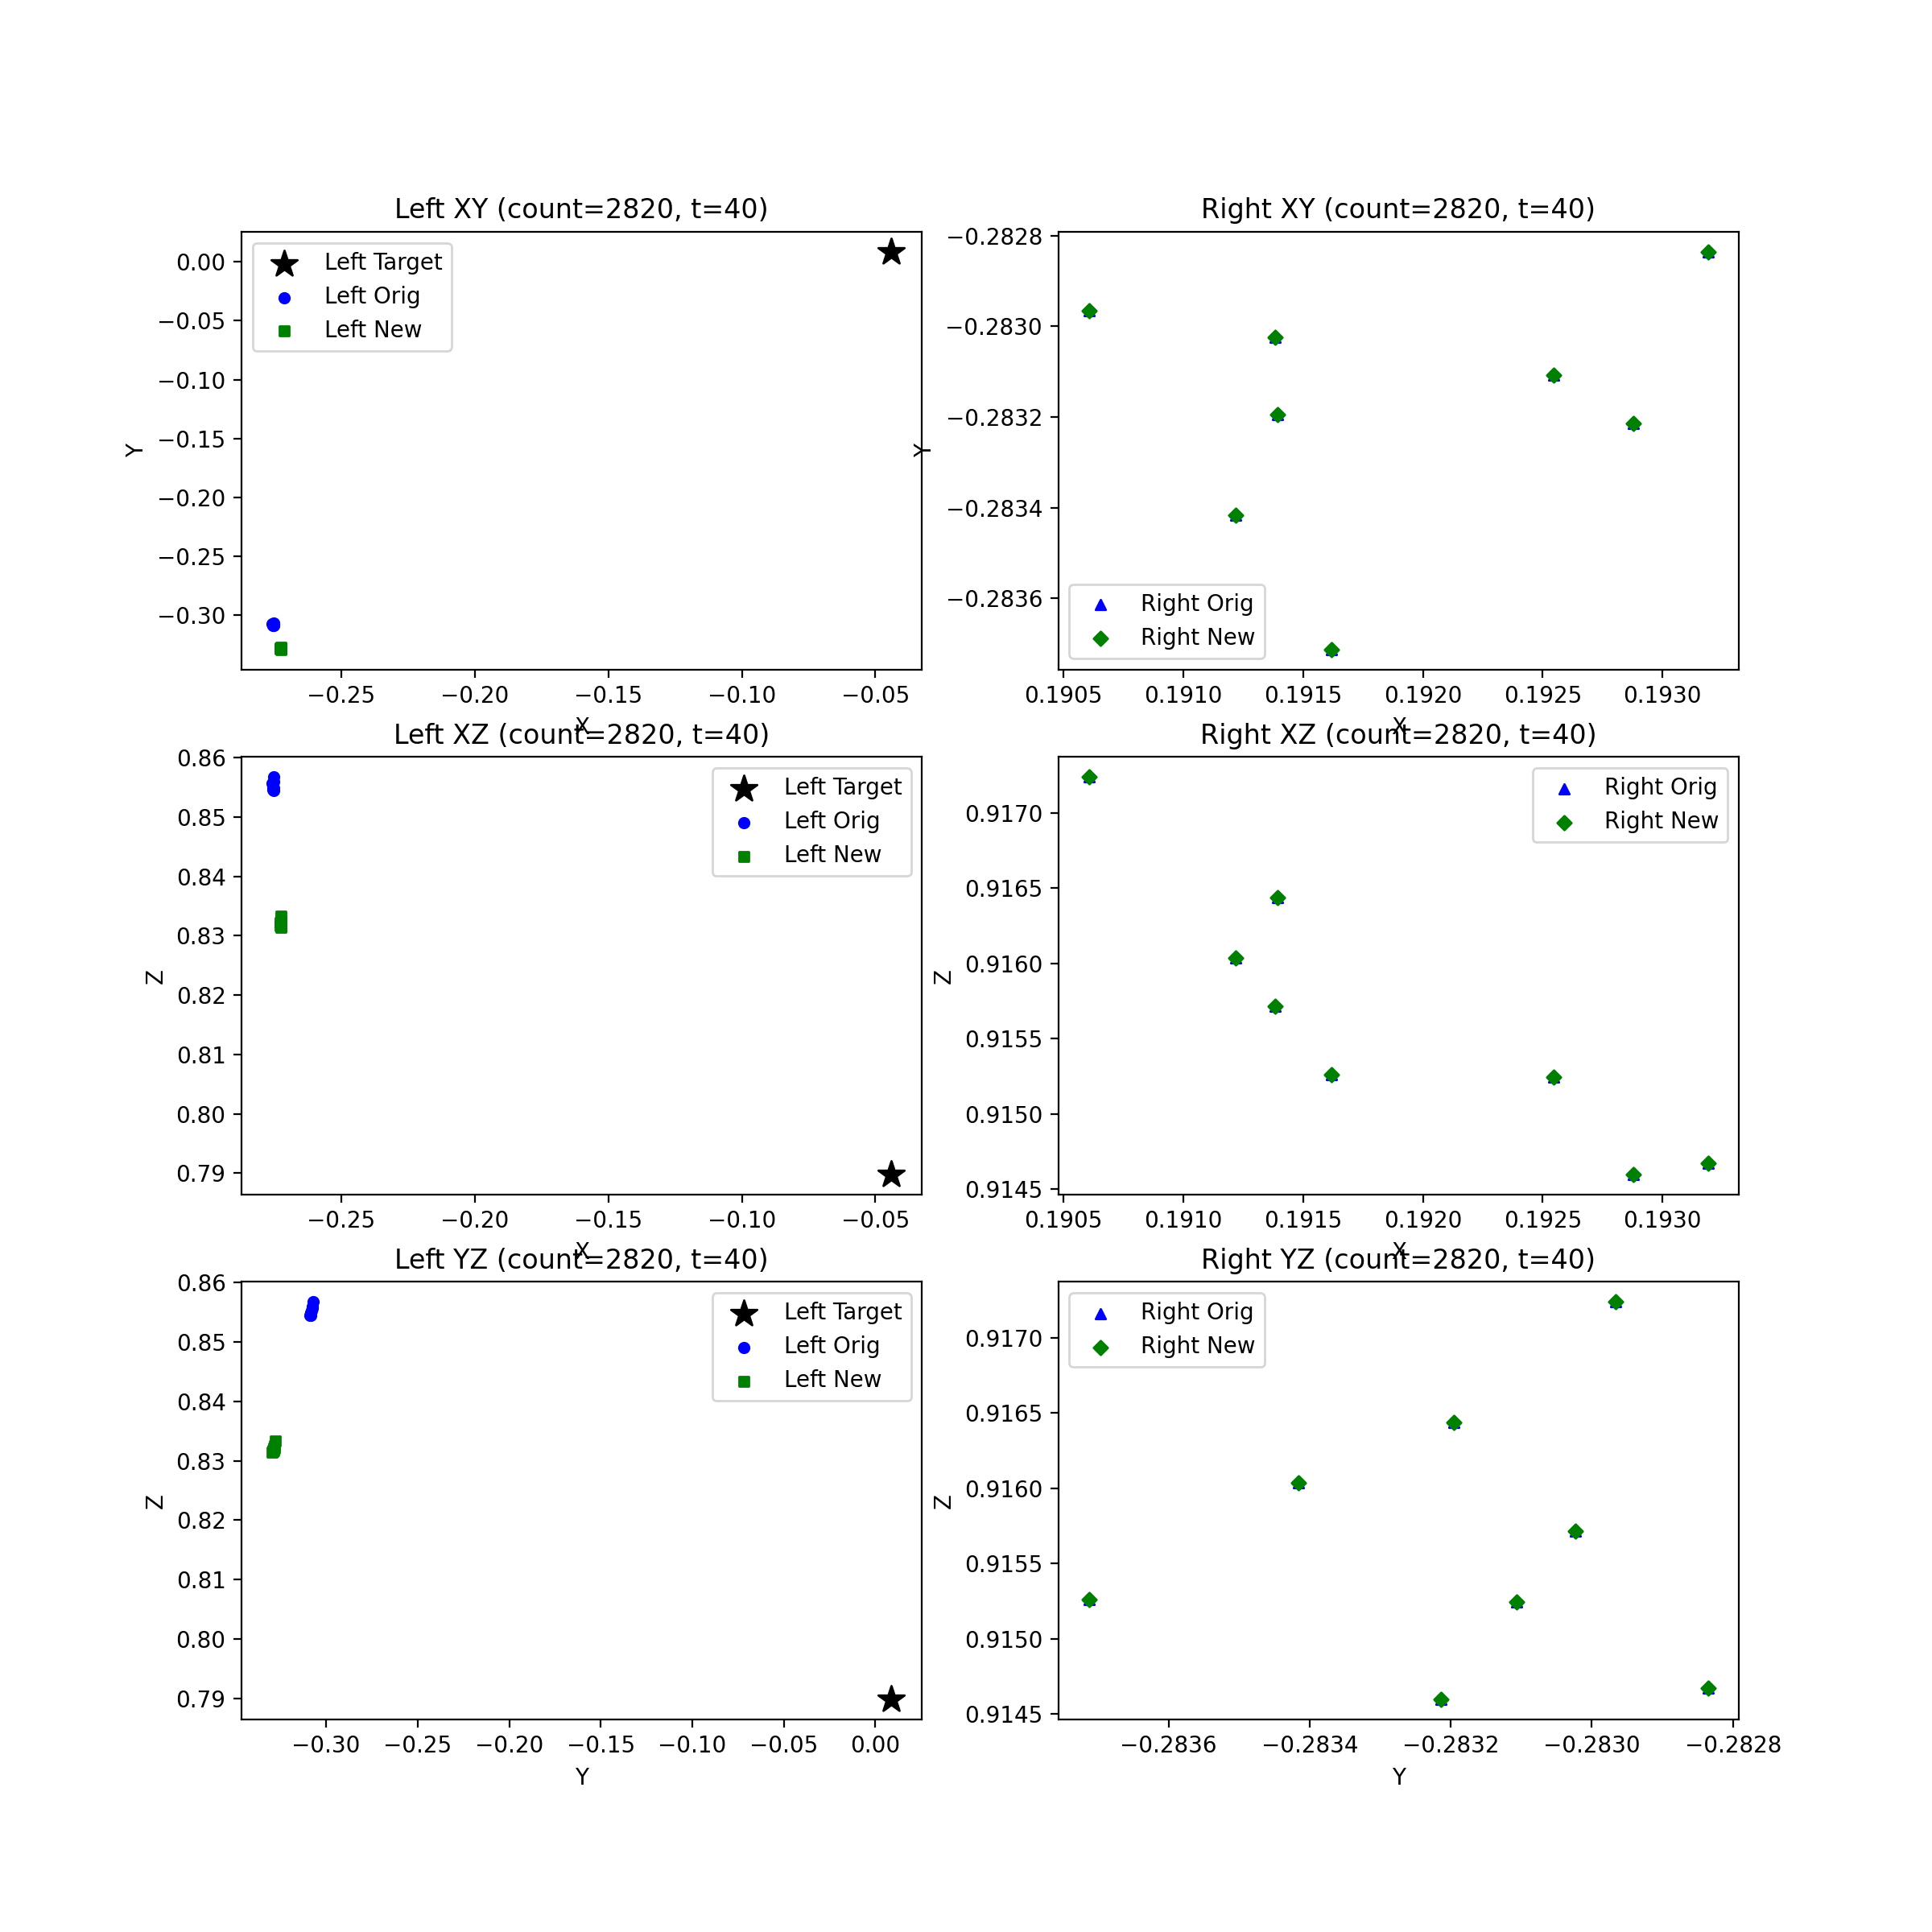 Left XY (count=2820, t=40)
0.00
−0.05
−0.10
−0.15
−0.20
−0.25
−0.30
Y
Left Target
Left Orig
Left New
−0.25
−0.20
−0.15
−0.10
−0.05
X
Right XY (count=2820, t=40)
−0.2828
−0.2830
−0.2832
−0.2834
−0.2836
Y
Right Orig
Right New
0.1905
0.1910
0.1915
0.1920
0.1925
0.1930
X
Left XZ (count=2820, t=40)
0.86
0.85
0.84
0.83
0.82
0.81
0.80
0.79
Z
Left Target
Left Orig
Left New
−0.25
−0.20
−0.15
−0.10
−0.05
X
Right XZ (count=2820, t=40)
0.9170
0.9165
0.9160
0.9155
0.9150
0.9145
Z
Right Orig
Right New
0.1905
0.1910
0.1915
0.1920
0.1925
0.1930
X
Left YZ (count=2820, t=40)
0.86
0.85
0.84
0.83
0.82
0.81
0.80
0.79
Z
Left Target
Left Orig
Left New
−0.30
−0.25
−0.20
−0.15
−0.10
−0.05
0.00
Y
Right YZ (count=2820, t=40)
0.9170
0.9165
0.9160
0.9155
0.9150
0.9145
Z
Right Orig
Right New
−0.2836
−0.2834
−0.2832
−0.2830
−0.2828
Y